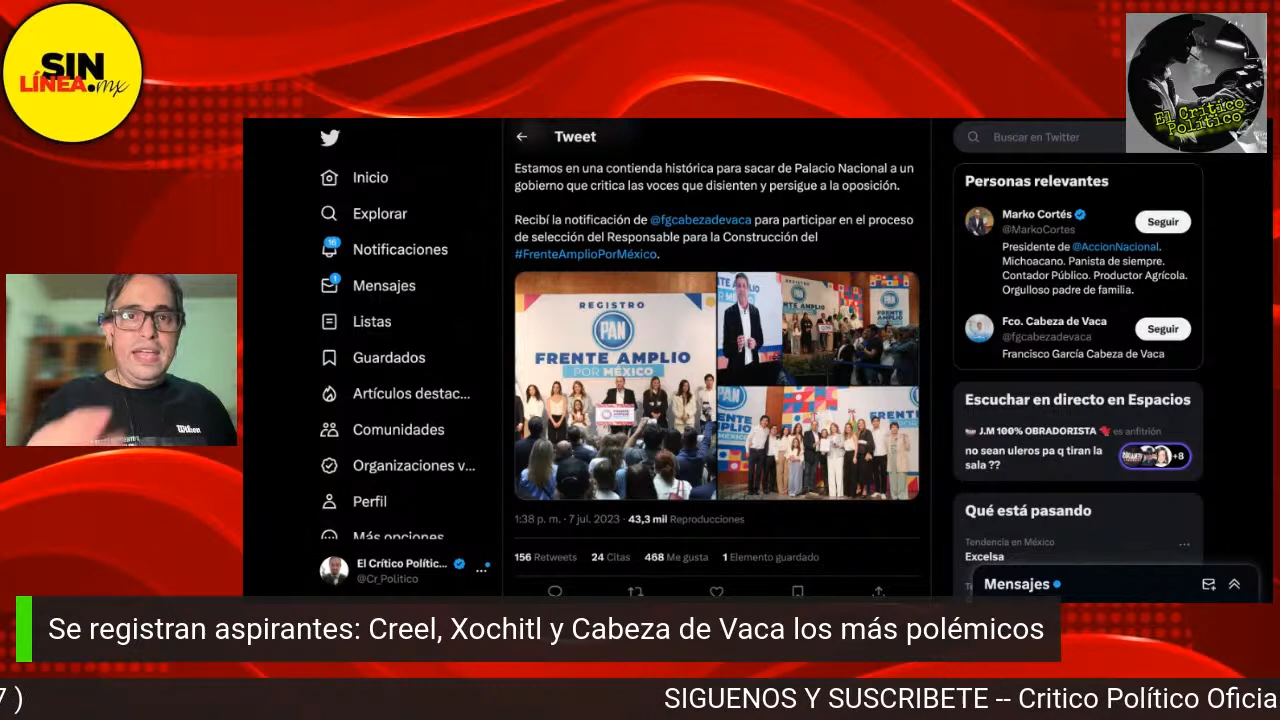 SIN
LÍNEA.mx
El Crítico
Político
Tweet
Buscar en Twitter
Inicio
Explorar
16
Notificaciones
1
Mensajes
Listas
Guardados
Artículos destac...
Comunidades
Organizaciones v...
Perfil
Más opciones
El Crítico Polític...
@Cr_Politico
Estamos en una contienda histórica para sacar de Palacio Nacional a un
gobierno que critica las voces que disienten y persigue a la oposición.
Recibí la notificación de @fgcabezadevaca para participar en el proceso
de selección del Responsable para la Construcción del
#FrenteAmplioPorMéxico.
REGISTRO
PAN
FRENTE AMPLIO
POR MÉXICO
PAN
1:38 p. m. · 7 jul. 2023 · 43,3 mil Reproducciones
156 Retweets 24 Citas 468 Me gusta 1 Elemento guardado
Personas relevantes
Marko Cortés
@MarkoCortes
Seguir
Presidente de @AccionNacional.
Michoacano. Panista de siempre.
Contador Público. Productor Agrícola.
Orgulloso padre de familia.
Fco. Cabeza de Vaca
@fgcabezadevaca
Seguir
Francisco García Cabeza de Vaca
Escuchar en directo en Espacios
J.M 100% OBRADORISTA es anfitrión
no sean uleros pa q tiran la
sala ??
+8
Qué está pasando
Tendencia en México
Excelsa
Mensajes
Se registran aspirantes: Creel, Xochitl y Cabeza de Vaca los más polémicos
7 )
SIGUENOS Y SUSCRIBETE -- Critico Político Oficia